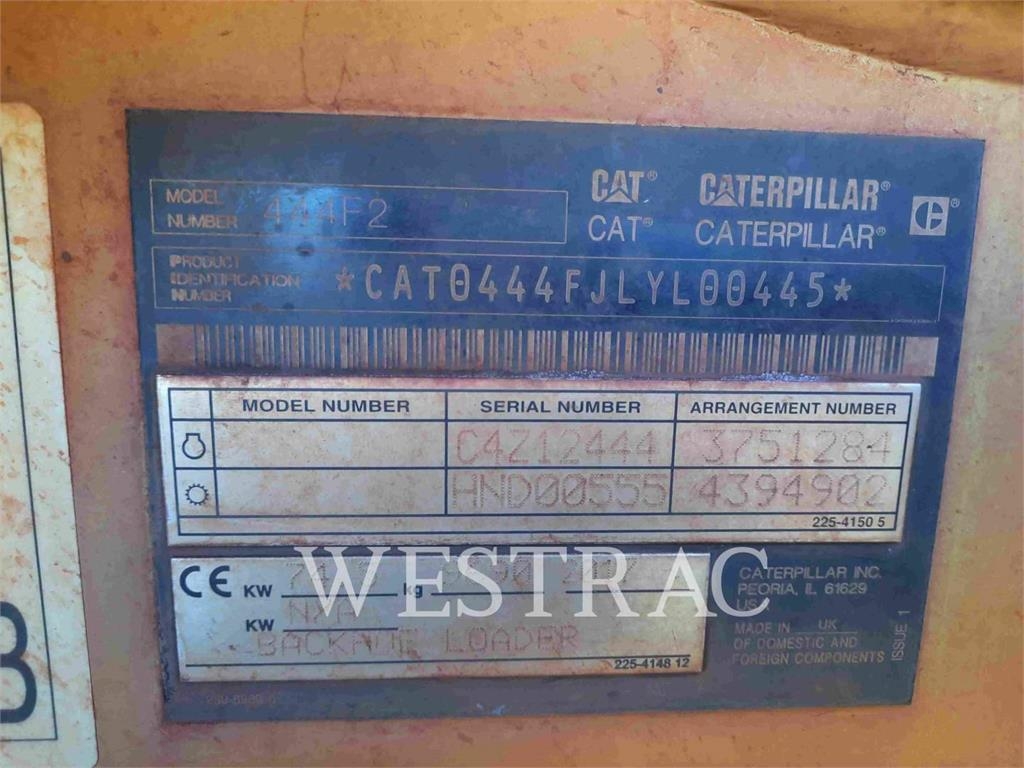 MODEL NUMBER 444F2
CAT® CATERPILLAR®
CAT® CATERPILLAR®
PRODUCT IDENTIFICATION NUMBER *CAT0444FJLYL00445*
MODEL NUMBER SERIAL NUMBER ARRANGEMENT NUMBER
C4Z12444 3751284
HND00555 4394902
225-4150 5
CE KW kg
KW NXA
BACKHOE LOADER
225-4148 12
WESTRAC
CATERPILLAR INC.
PEORIA, IL 61629
USA
MADE IN UK
OF DOMESTIC AND
FOREIGN COMPONENTS
ISSUE 1